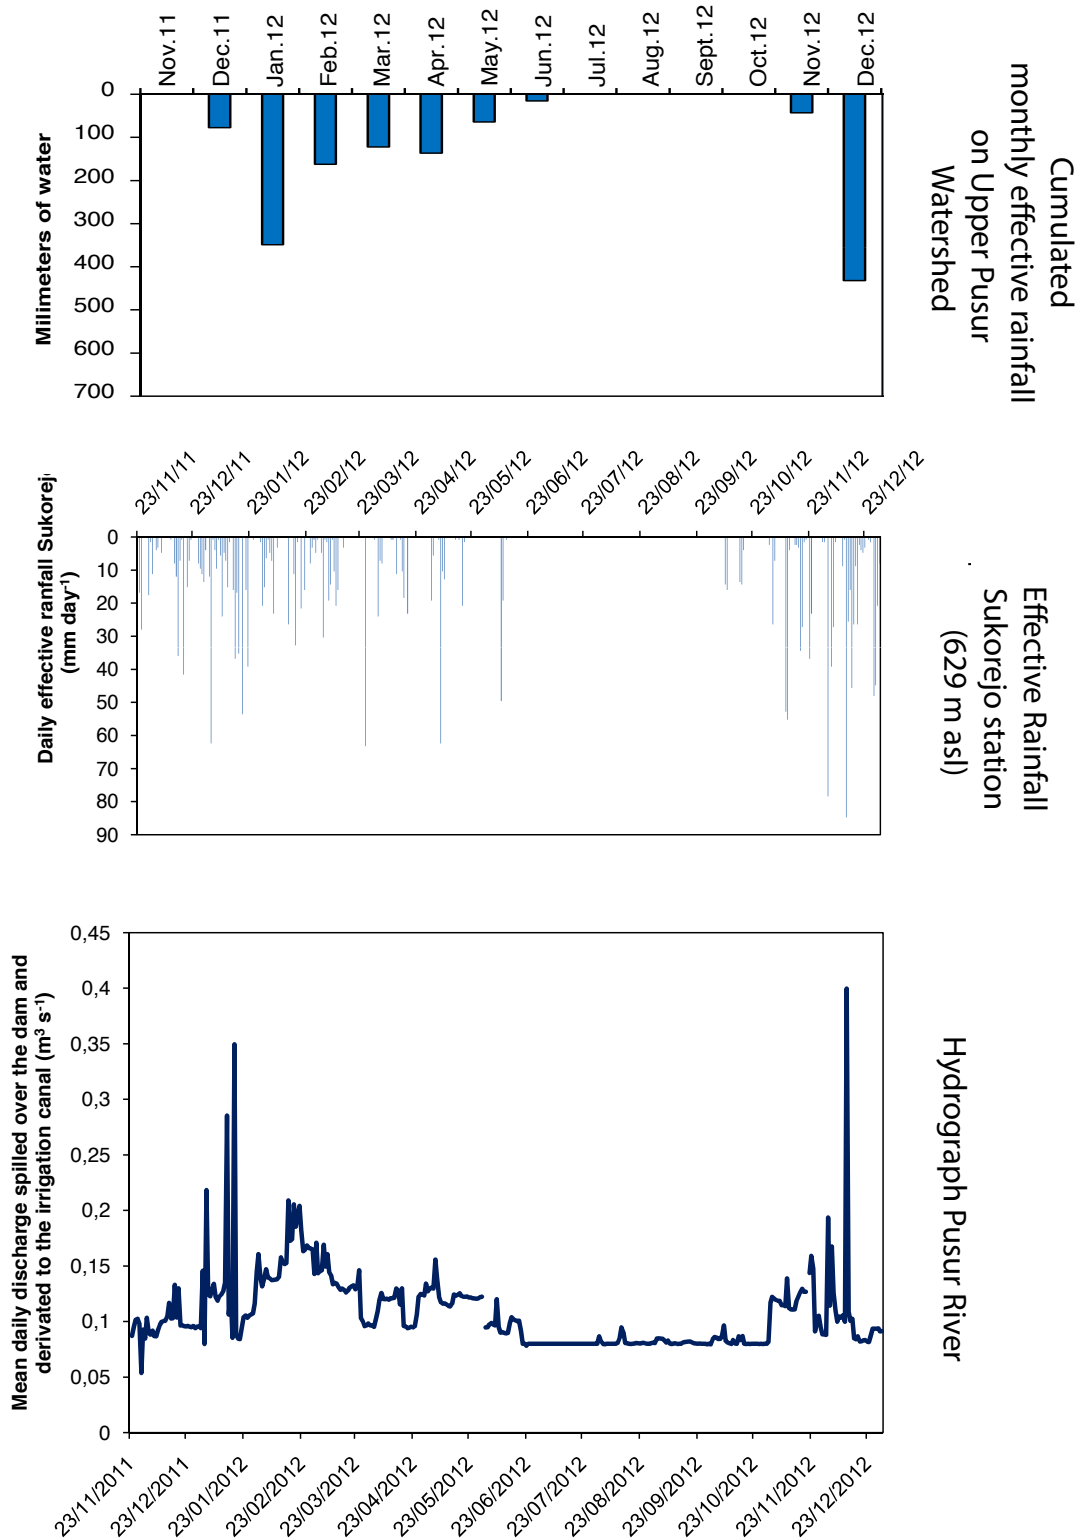 Nov.11
Dec.11
Jan.12
Feb.12
Mar.12
Apr.12
May.12
Jun.12
Jul.12
Aug.12
Sept.12
Oct.12
Nov.12
Dec.12
0
100
200
300
400
500
600
700
Milimeters of water
Cumulated
monthly effective rainfall
on Upper Pusur
Watershed
23/11/11
23/12/11
23/01/12
23/02/12
23/03/12
23/04/12
23/05/12
23/06/12
23/07/12
23/08/12
23/09/12
23/10/12
23/11/12
23/12/12
0
10
20
30
40
50
60
70
80
90
Daily effective ranfall Sukorej
(mm day-1)
Effective Rainfall
Sukorejo station
(629 m asl)
0,45
0,4
0,35
0,3
0,25
0,2
0,15
0,1
0,05
0
Mean daily discharge spilled over the dam and
derivated to the irrigation canal (m³ s-1)
Hydrograph Pusur River
23/11/2011
23/12/2011
23/01/2012
23/02/2012
23/03/2012
23/04/2012
23/05/2012
23/06/2012
23/07/2012
23/08/2012
23/09/2012
23/10/2012
23/11/2012
23/12/2012